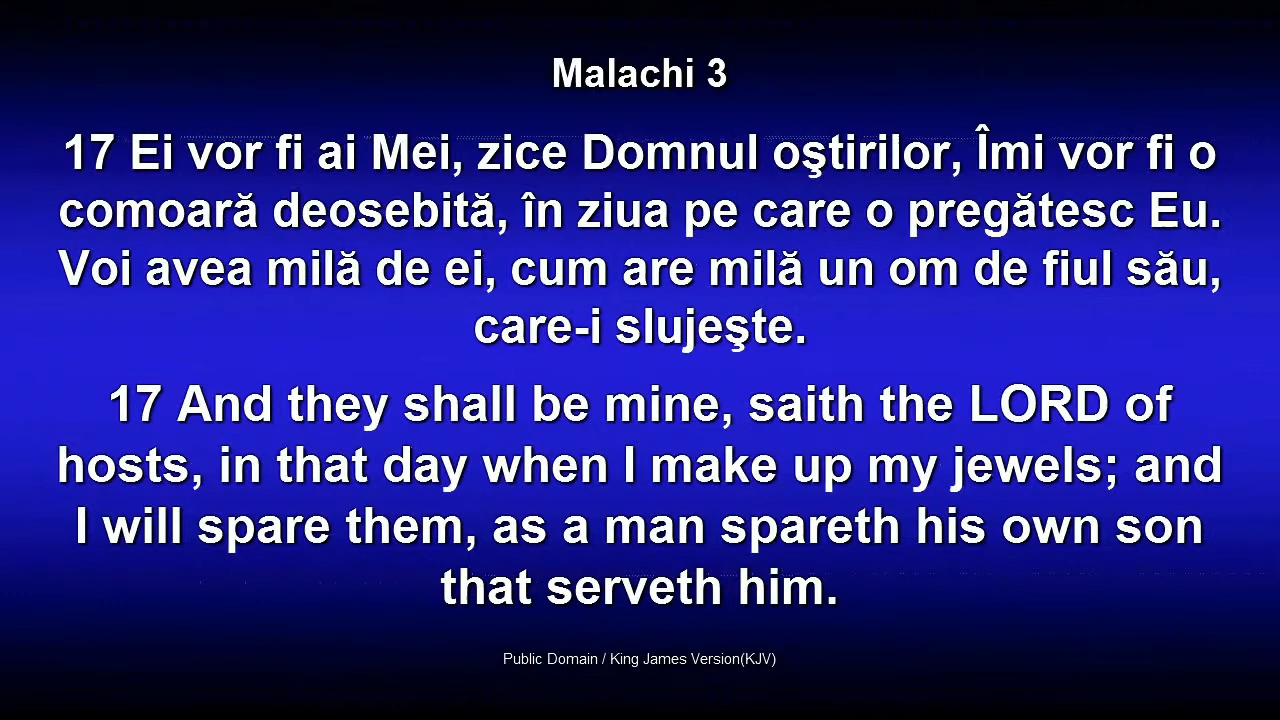 Malachi 3
17 Ei vor fi ai Mei, zice Domnul oştirilor, Îmi vor fi o
comoară deosebită, în ziua pe care o pregătesc Eu.
Voi avea milă de ei, cum are milă un om de fiul său,
care-i slujeşte.
17 And they shall be mine, saith the LORD of
hosts, in that day when I make up my jewels; and
I will spare them, as a man spareth his own son
that serveth him.
Public Domain / King James Version(KJV)